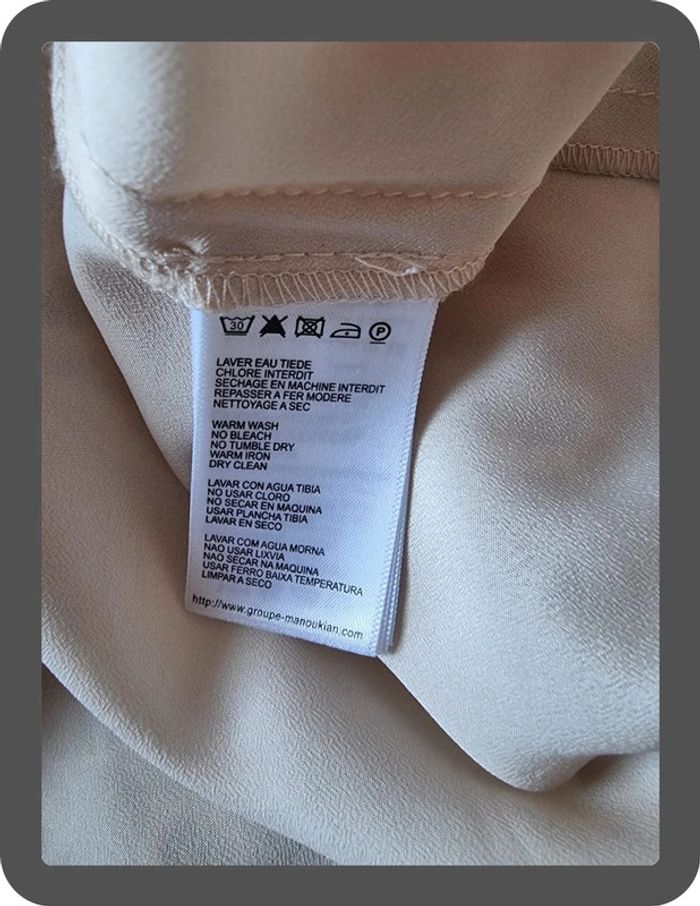 30 P
LAVER EAU TIEDE
CHLORE INTERDIT
SECHAGE EN MACHINE INTERDIT
REPASSER A FER MODERE
NETTOYAGE A SEC
WARM WASH
NO BLEACH
NO TUMBLE DRY
WARM IRON
DRY CLEAN
LAVAR CON AGUA TIBIA
NO USAR CLORO
NO SECAR EN MAQUINA
USAR PLANCHA TIBIA
LAVAR EN SECO
LAVAR COM AGUA MORNA
NAO USAR LIXVIA
NAO SECAR NA MAQUINA
USAR FERRO BAIXA TEMPERATURA
LIMPAR A SECO
http://www.groupe-manoukian.com